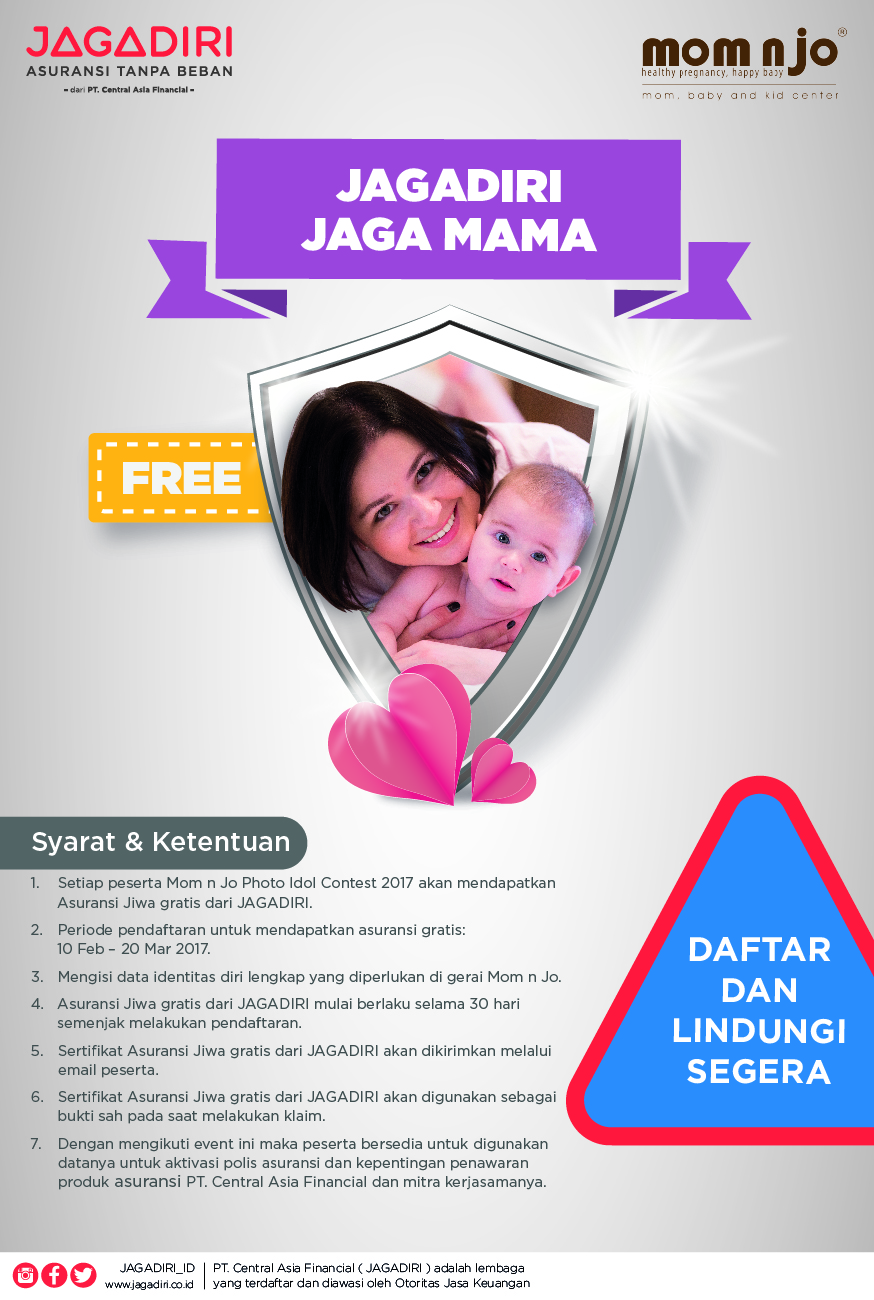 JAGADIRI
ASURANSI TANPA BEBAN
- dari PT. Central Asia Financial -
mom n jo®
healthy pregnancy, happy baby
mom, baby and kid center
JAGADIRI
JAGA MAMA
FREE
Syarat & Ketentuan
1. Setiap peserta Mom n Jo Photo Idol Contest 2017 akan mendapatkan
Asuransi Jiwa gratis dari JAGADIRI.
2. Periode pendaftaran untuk mendapatkan asuransi gratis:
10 Feb – 20 Mar 2017.
3. Mengisi data identitas diri lengkap yang diperlukan di gerai Mom n Jo.
4. Asuransi Jiwa gratis dari JAGADIRI mulai berlaku selama 30 hari
semenjak melakukan pendaftaran.
5. Sertifikat Asuransi Jiwa gratis dari JAGADIRI akan dikirimkan melalui
email peserta.
6. Sertifikat Asuransi Jiwa gratis dari JAGADIRI akan digunakan sebagai
bukti sah pada saat melakukan klaim.
7. Dengan mengikuti event ini maka peserta bersedia untuk digunakan
datanya untuk aktivasi polis asuransi dan kepentingan penawaran
produk asuransi PT. Central Asia Financial dan mitra kerjasamanya.
DAFTAR
DAN
LINDUNGI
SEGERA
JAGADIRI_ID
www.jagadiri.co.id
PT. Central Asia Financial ( JAGADIRI ) adalah lembaga
yang terdaftar dan diawasi oleh Otoritas Jasa Keuangan